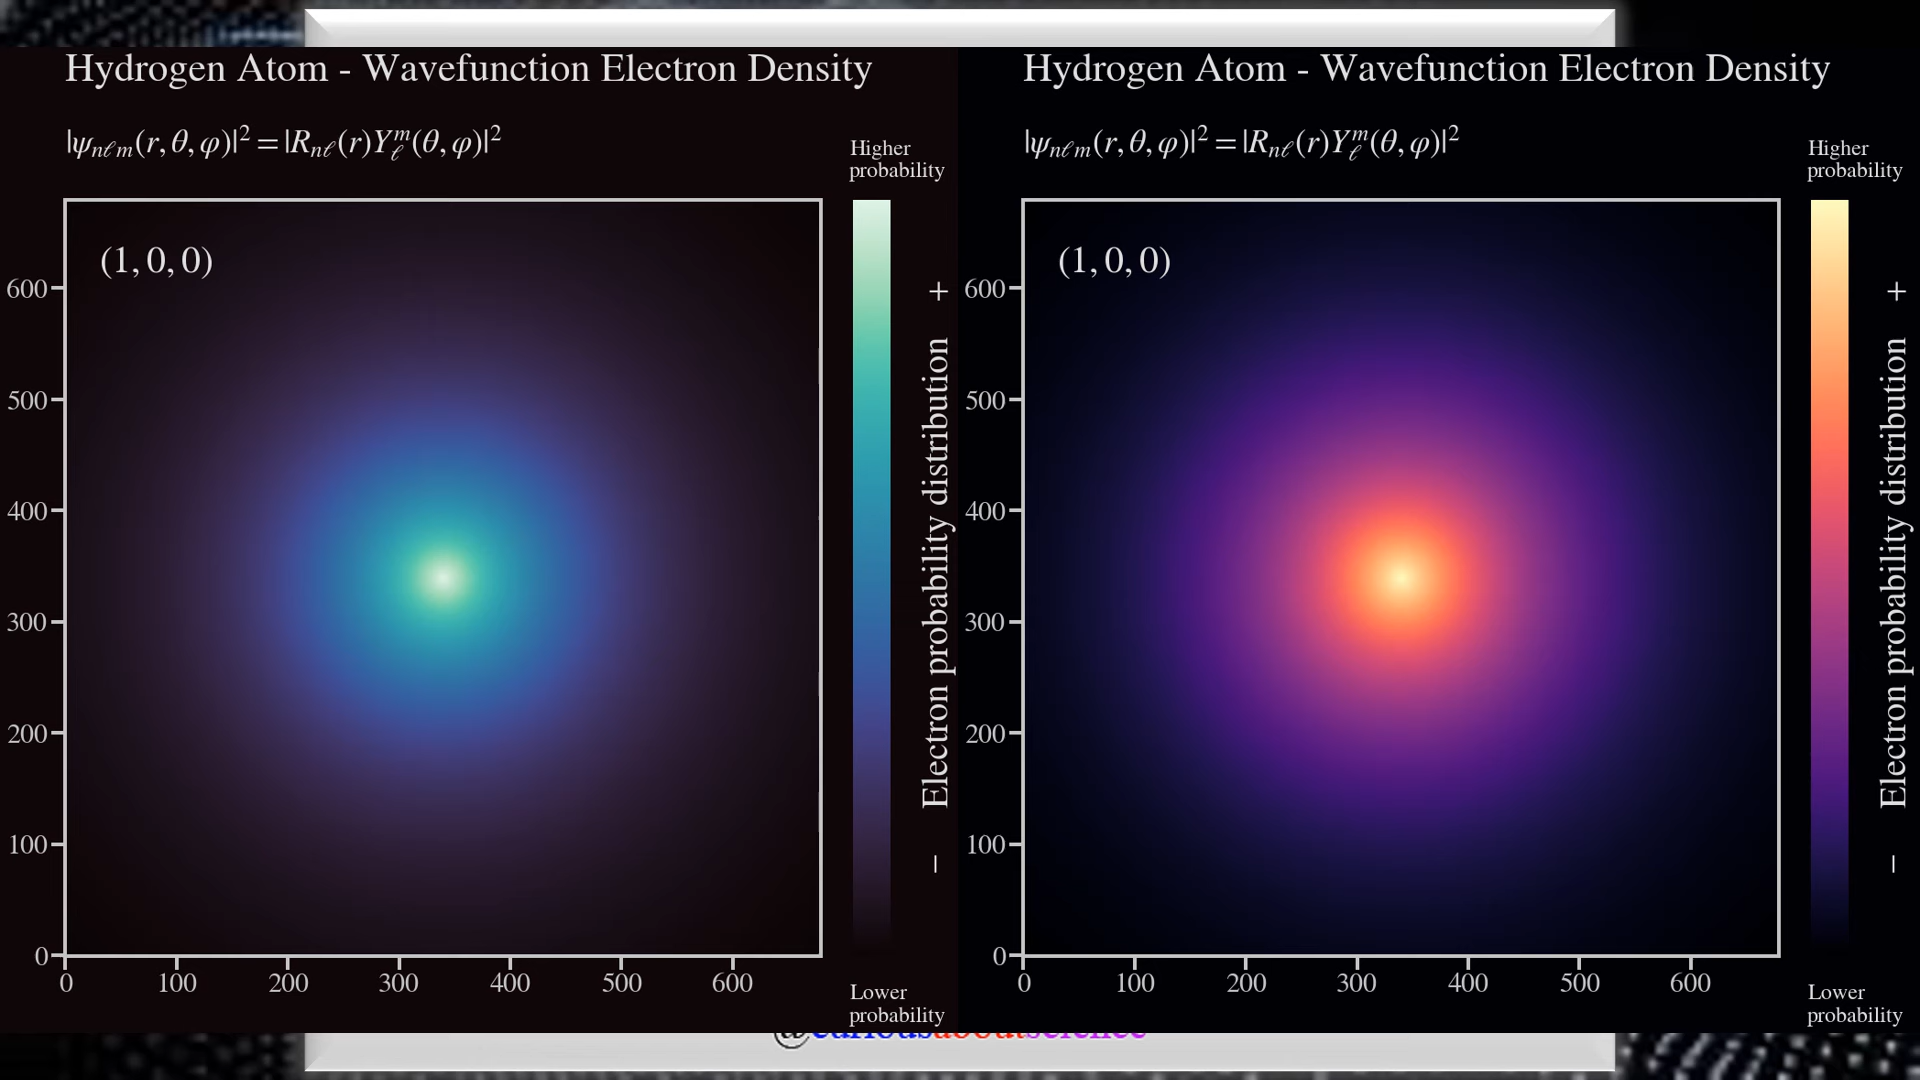 Hydrogen Atom - Wavefunction Electron Density
|ψnℓm(r, θ, φ)|² = |Rnℓ(r)Yℓᵐ(θ, φ)|²
Higher
probability
(1, 0, 0)
600
500
400
300
200
100
0
0 100 200 300 400 500 600
− Electron probability distribution +
Lower
probability
Hydrogen Atom - Wavefunction Electron Density
|ψnℓm(r, θ, φ)|² = |Rnℓ(r)Yℓᵐ(θ, φ)|²
Higher
probability
(1, 0, 0)
600
500
400
300
200
100
0
0 100 200 300 400 500 600
− Electron probability distribution +
Lower
probability
@curiousaboutscience